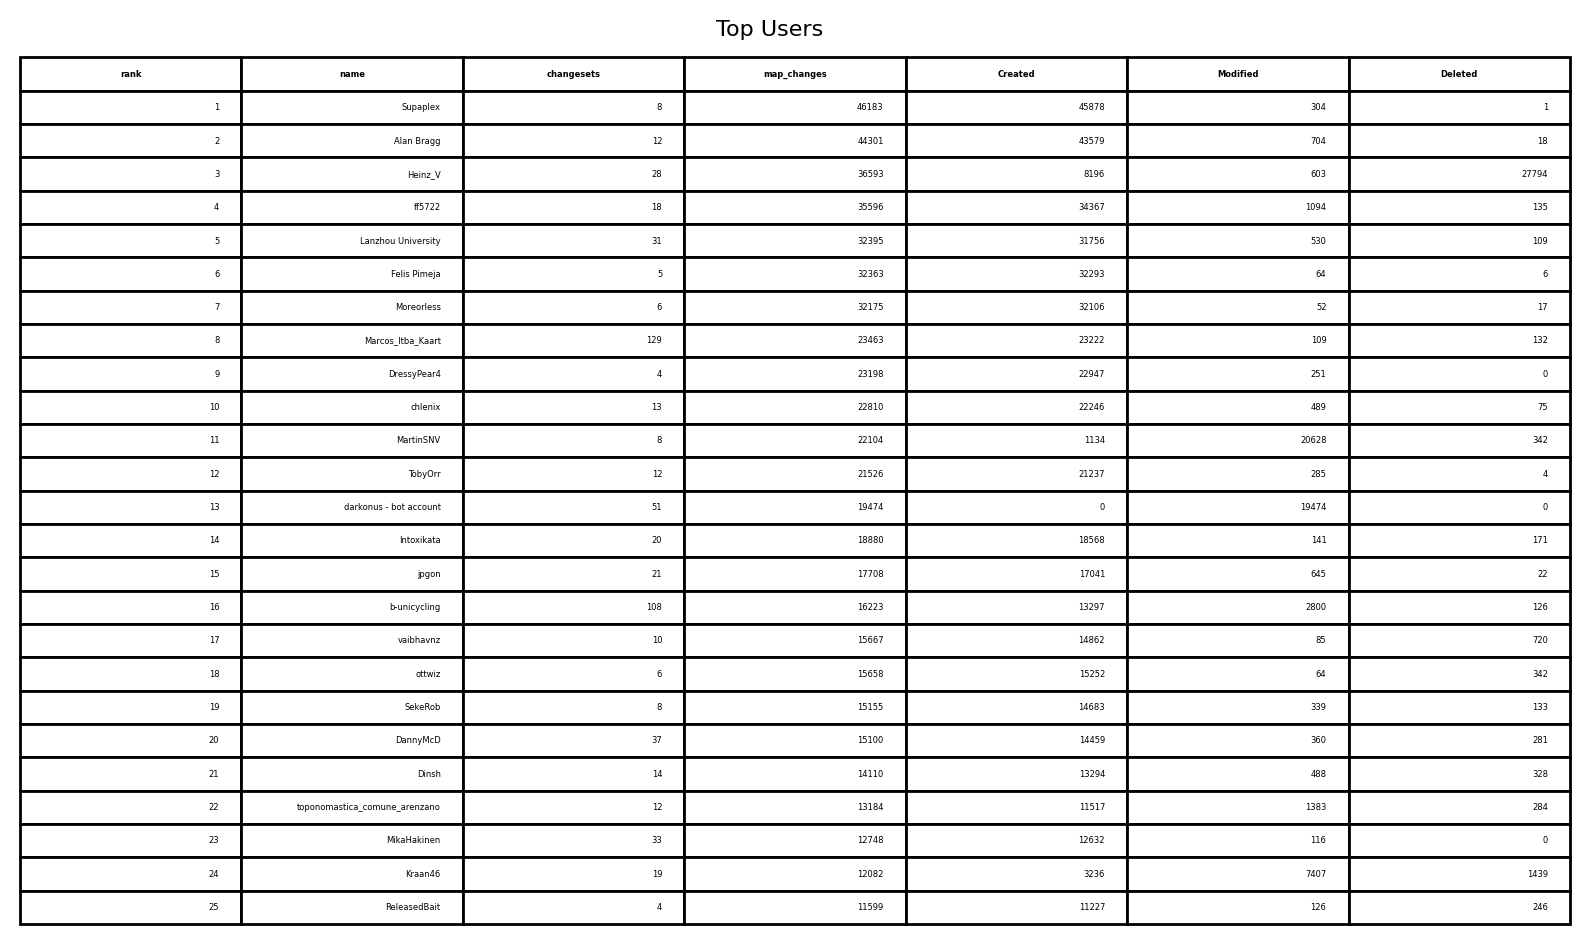 Top Users
rank name changesets map_changes Created Modified Deleted
1 Supaplex 8 46183 45878 304 1
2 Alan Bragg 12 44301 43579 704 18
3 Heinz_V 28 36593 8196 603 27794
4 ff5722 18 35596 34367 1094 135
5 Lanzhou University 31 32395 31756 530 109
6 Felis Pimeja 5 32363 32293 64 6
7 Moreorless 6 32175 32106 52 17
8 Marcos_Itba_Kaart 129 23463 23222 109 132
9 DressyPear4 4 23198 22947 251 0
10 chlenix 13 22810 22246 489 75
11 MartinSNV 8 22104 1134 20628 342
12 TobyOrr 12 21526 21237 285 4
13 darkonus - bot account 51 19474 0 19474 0
14 Intoxikata 20 18880 18568 141 171
15 jpgon 21 17708 17041 645 22
16 b-unicycling 108 16223 13297 2800 126
17 vaibhavnz 10 15667 14862 85 720
18 ottwiz 6 15658 15252 64 342
19 SekeRob 8 15155 14683 339 133
20 DannyMcD 37 15100 14459 360 281
21 Dinsh 14 14110 13294 488 328
22 toponomastica_comune_arenzano 12 13184 11517 1383 284
23 MikaHakinen 33 12748 12632 116 0
24 Kraan46 19 12082 3236 7407 1439
25 ReleasedBait 4 11599 11227 126 246